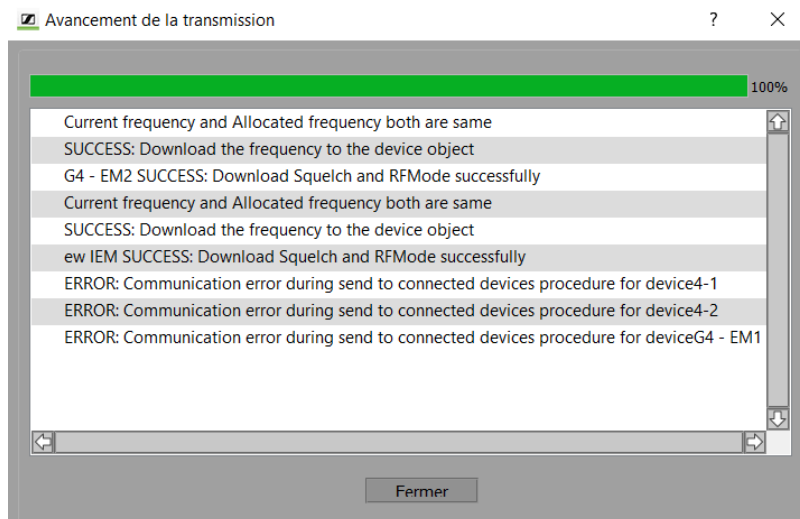 Avancement de la transmission
?
100%
Current frequency and Allocated frequency both are same
SUCCESS: Download the frequency to the device object
G4 - EM2 SUCCESS: Download Squelch and RFMode successfully
Current frequency and Allocated frequency both are same
SUCCESS: Download the frequency to the device object
ew IEM SUCCESS: Download Squelch and RFMode successfully
ERROR: Communication error during send to connected devices procedure for device4-1
ERROR: Communication error during send to connected devices procedure for device4-2
ERROR: Communication error during send to connected devices procedure for deviceG4 - EM1
Fermer